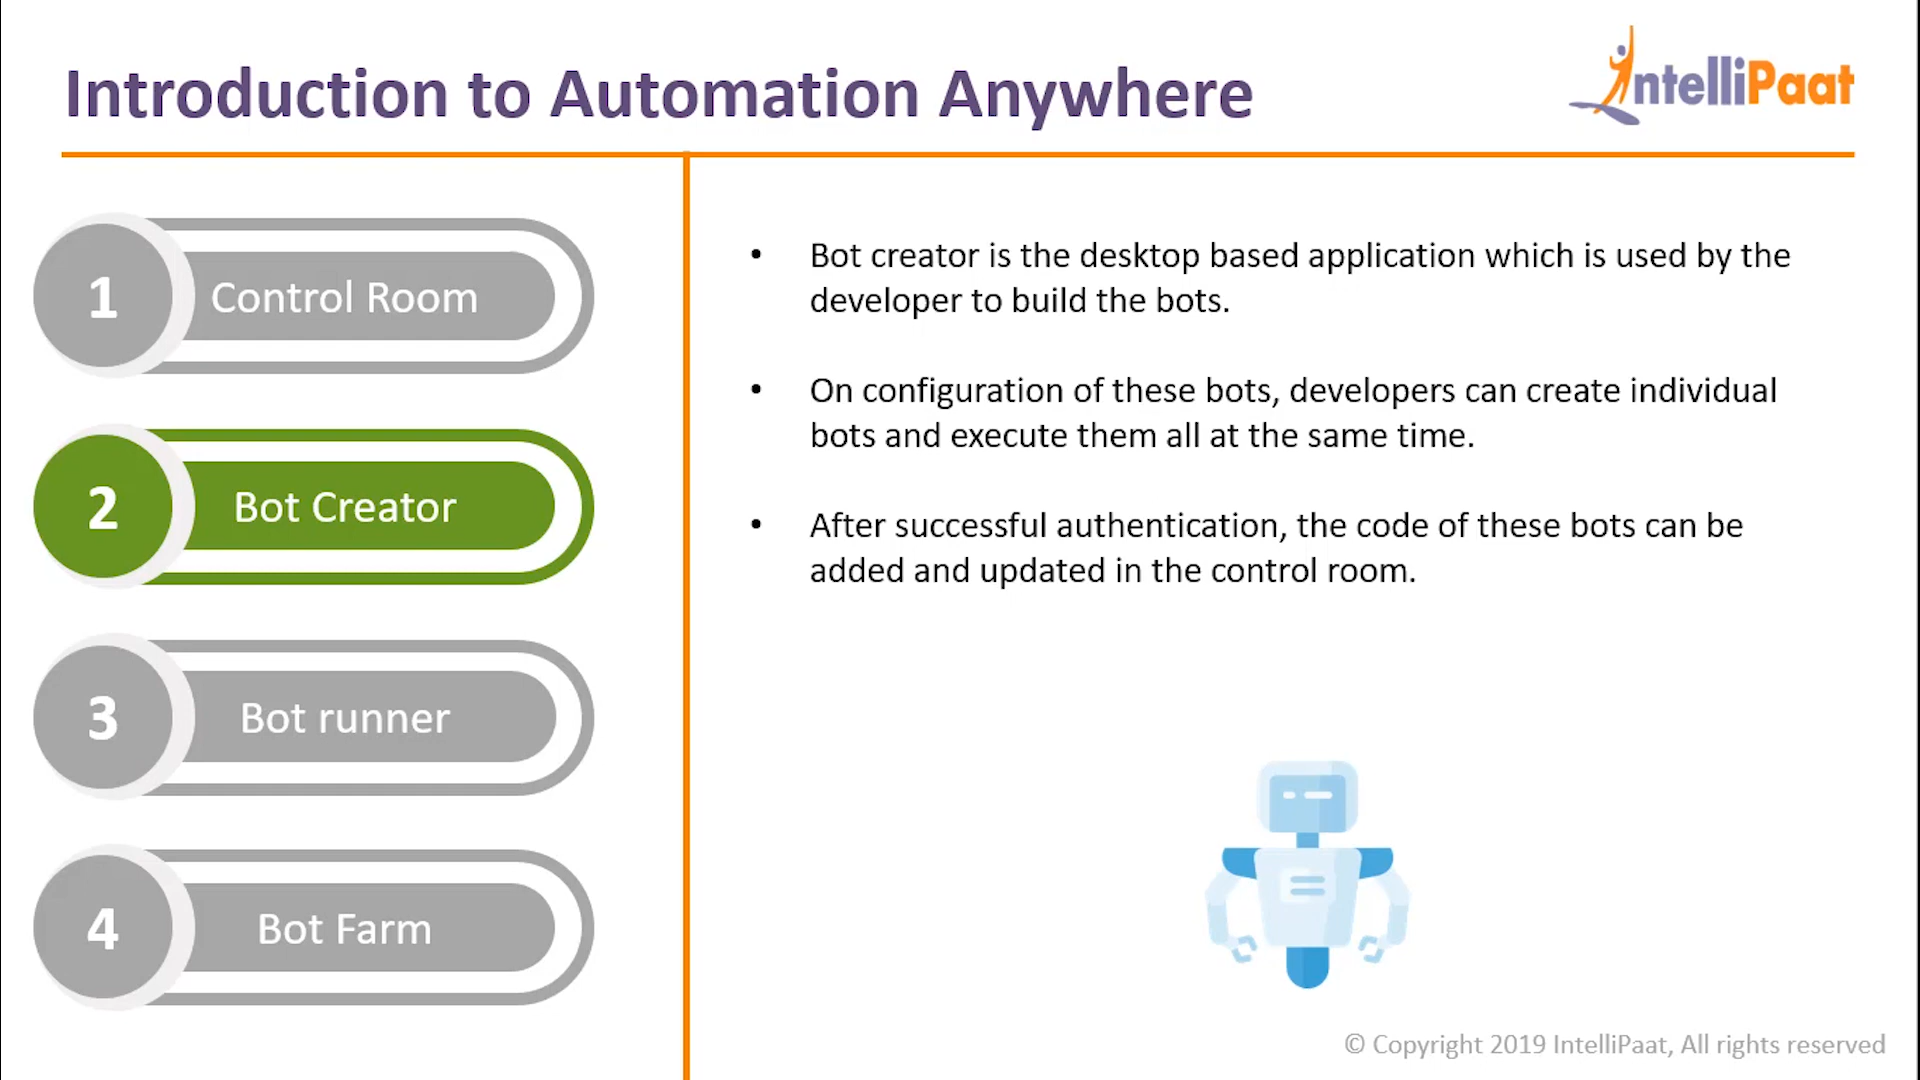 Introduction to Automation Anywhere
IntelliPaat
1 Control Room
2 Bot Creator
3 Bot runner
4 Bot Farm
• Bot creator is the desktop based application which is used by the
developer to build the bots.
• On configuration of these bots, developers can create individual
bots and execute them all at the same time.
• After successful authentication, the code of these bots can be
added and updated in the control room.
© Copyright 2019 IntelliPaat, All rights reserved